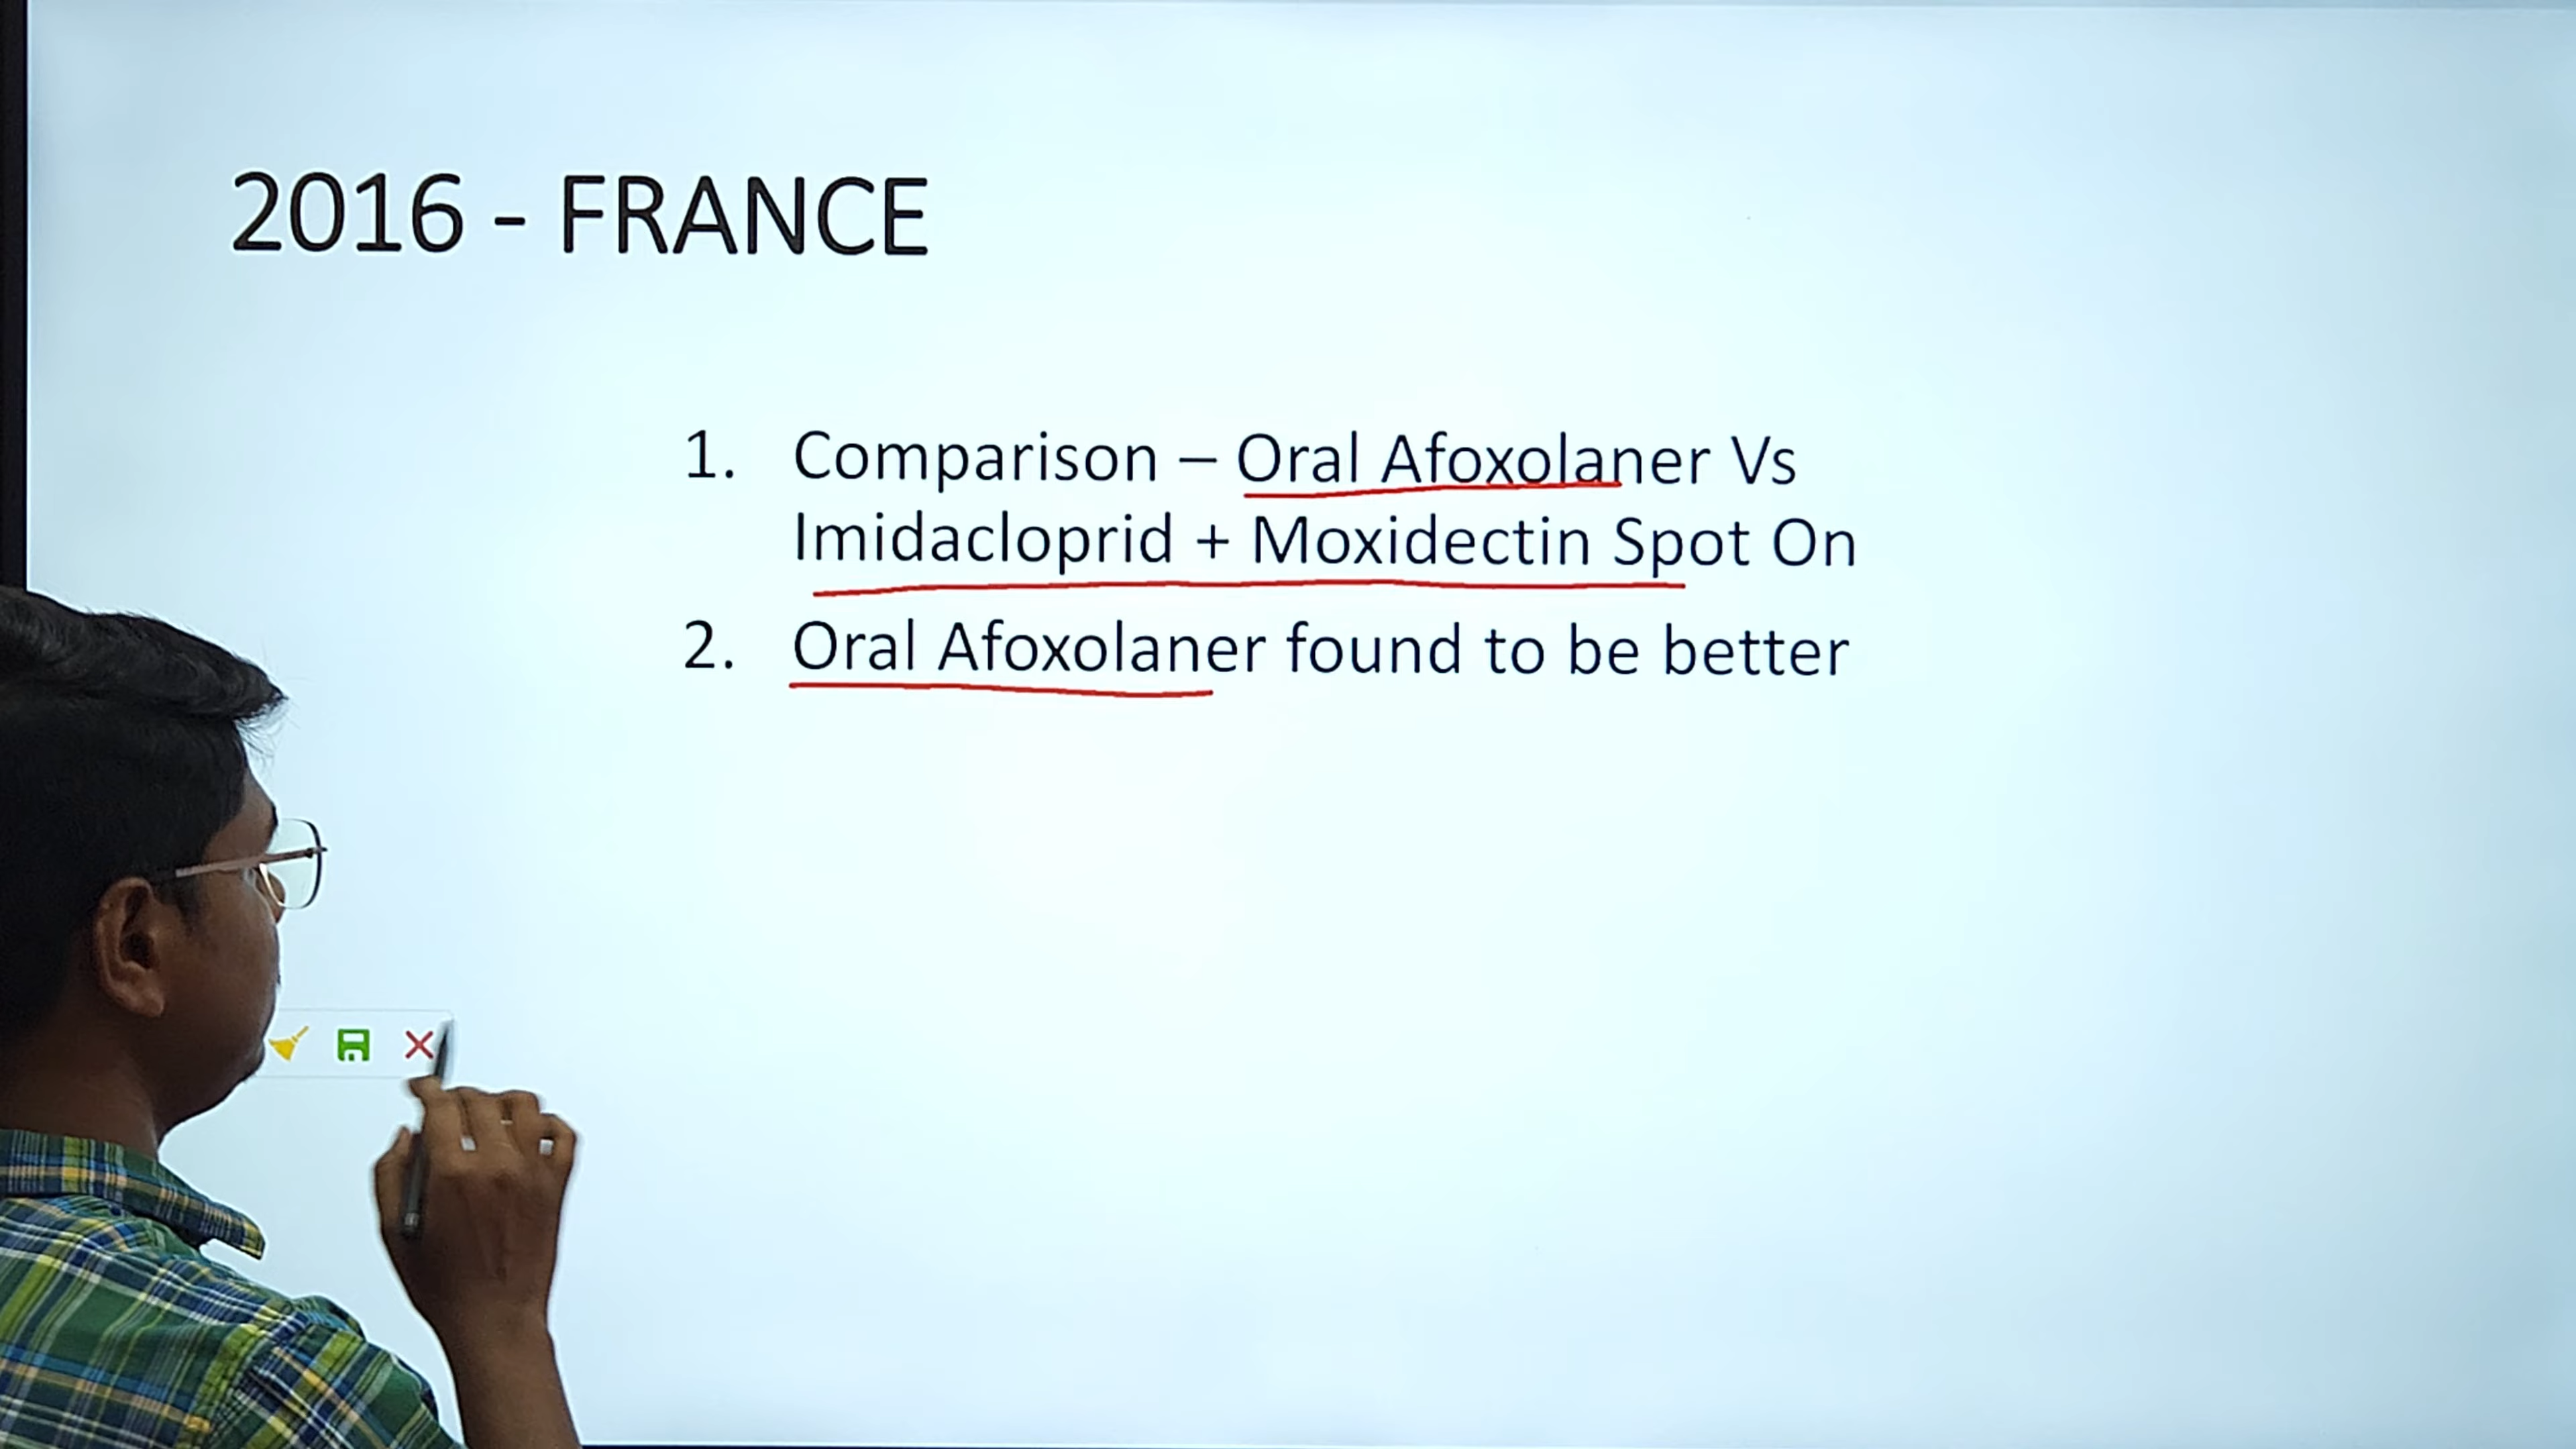 2016 - FRANCE
1. Comparison – Oral Afoxolaner Vs
Imidacloprid + Moxidectin Spot On
2. Oral Afoxolaner found to be better